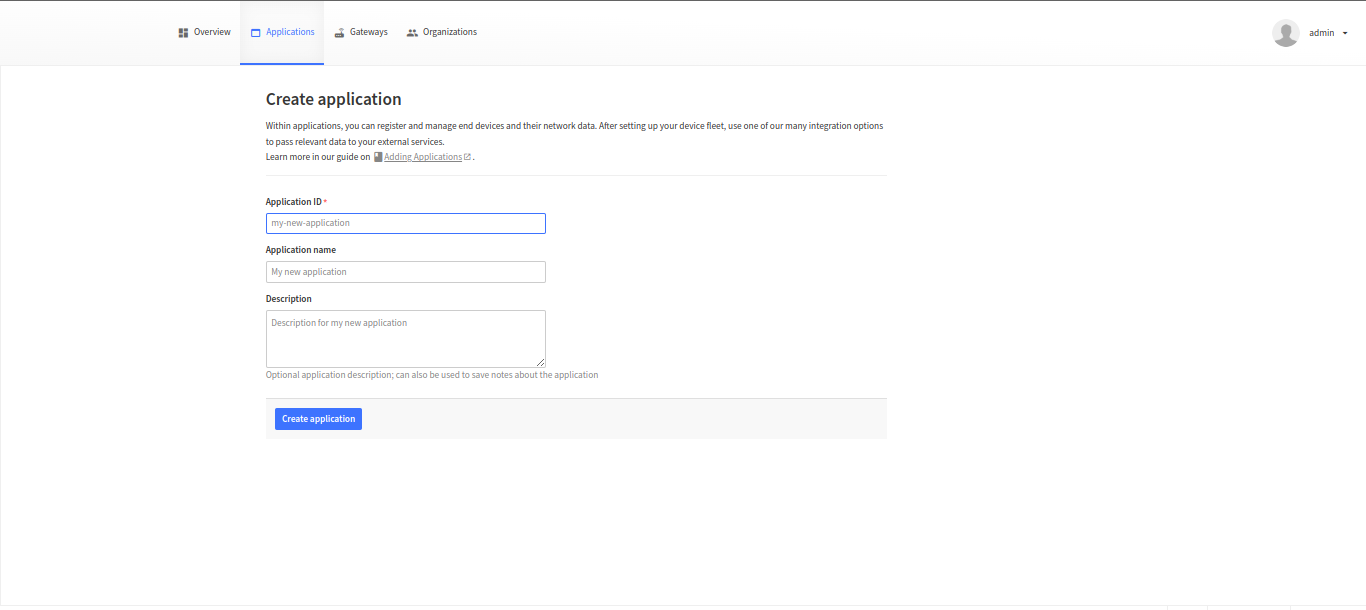 Overview Applications Gateways Organizations admin
Create application
Within applications, you can register and manage end devices and their network data. After setting up your device fleet, use one of our many integration options
to pass relevant data to your external services.
Learn more in our guide on Adding Applications.
Application ID*
my-new-application
Application name
My new application
Description
Description for my new application
Optional application description; can also be used to save notes about the application
Create application